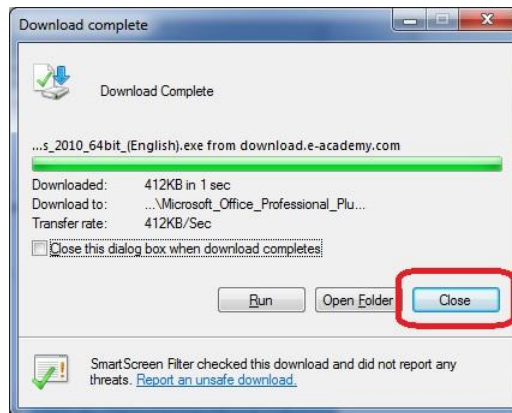 Download complete
Download Complete
...s_2010_64bit_(English).exe from download.e-academy.com
Downloaded: 412KB in 1 sec
Download to: ...\Microsoft_Office_Professional_Plu...
Transfer rate: 412KB/Sec
Close this dialog box when download completes
Run Open Folder Close
SmartScreen Filter checked this download and did not report any
threats. Report an unsafe download.